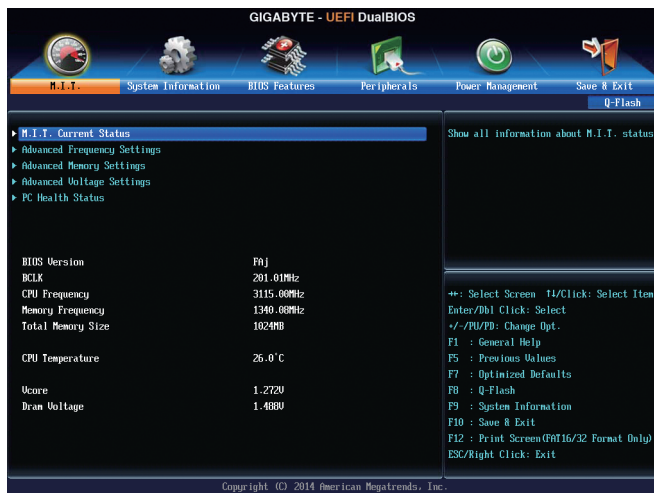 GIGABYTE - UEFI DualBIOS
M.I.T. System Information BIOS Features Peripherals Power Management Save & Exit
Q-Flash
M.I.T. Current Status
Advanced Frequency Settings
Advanced Memory Settings
Advanced Voltage Settings
PC Health Status
BIOS Version FAj
BCLK 201.01MHz
CPU Frequency 3115.00MHz
Memory Frequency 1340.08MHz
Total Memory Size 1024MB
CPU Temperature 26.0°C
Vcore 1.272V
Dram Voltage 1.488V
Show all information about M.I.T. status
→←: Select Screen ↑↓/Click: Select Item
Enter/Dbl Click: Select
+/-/PU/PD: Change Opt.
F1 : General Help
F5 : Previous Values
F7 : Optimized Defaults
F8 : Q-Flash
F9 : System Information
F10 : Save & Exit
F12 : Print Screen(FAT16/32 Format Only)
ESC/Right Click: Exit
Copyright (C) 2014 American Megatrends, Inc.